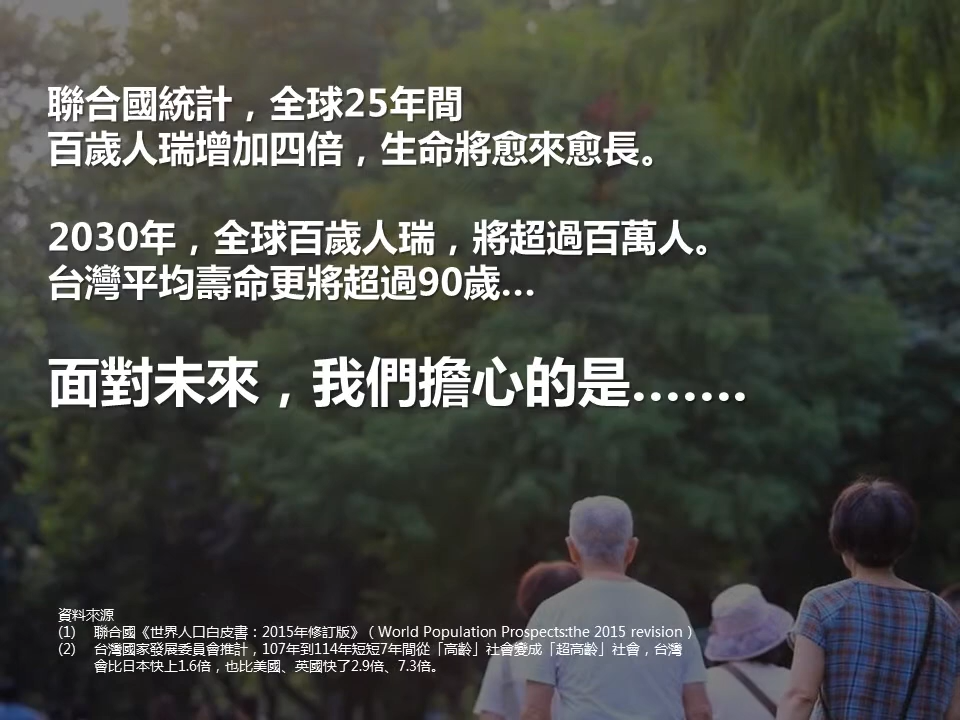 聯合國統計，全球25年間
百歲人瑞增加四倍，生命將愈來愈長。
2030年，全球百歲人瑞，將超過百萬人。
台灣平均壽命更將超過90歲...
面對未來，我們擔心的是…….
資料來源
(1) 聯合國《世界人口白皮書：2015年修訂版》（World Population Prospects:the 2015 revision）
(2) 台灣國家發展委員會推計，107年到114年短短7年間從「高齡」社會變成「超高齡」社會，台灣
會比日本快上1.6倍，也比美國、英國快了2.9倍、7.3倍。